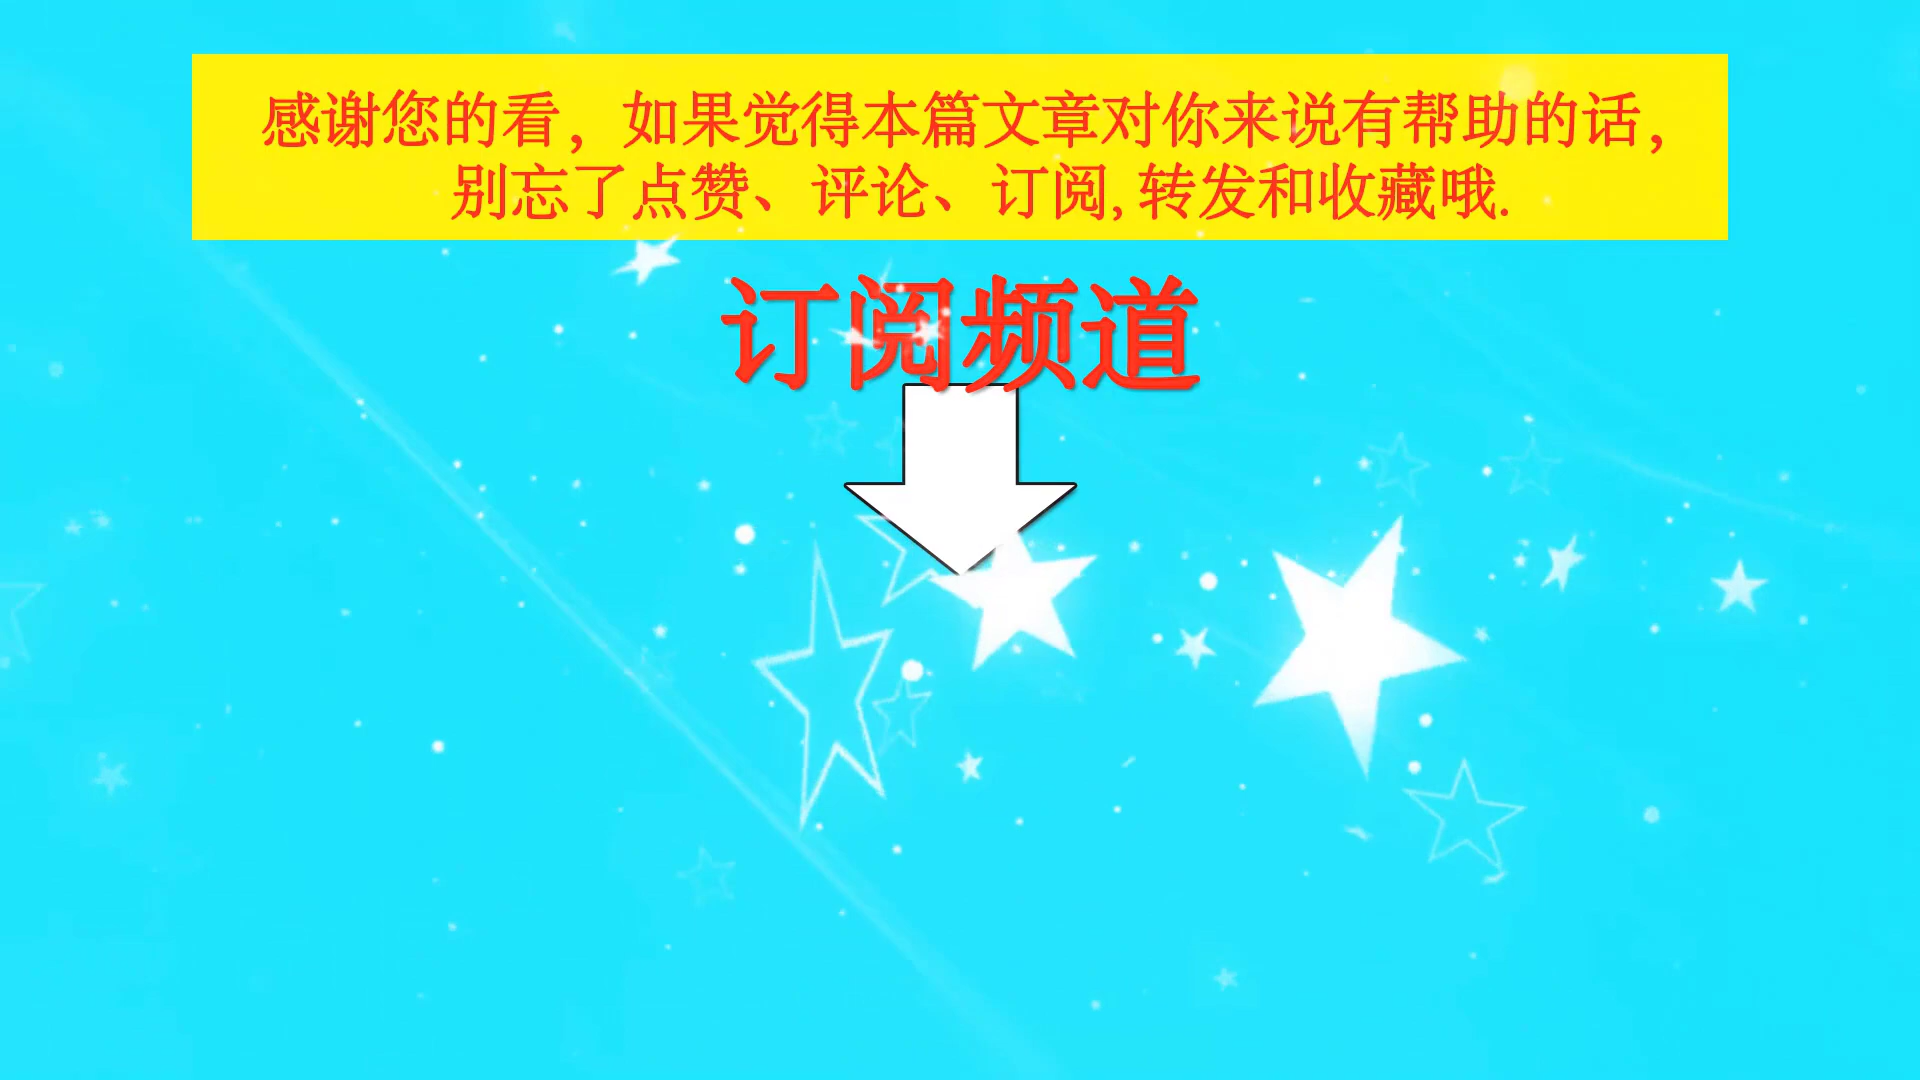 感谢您的看，如果觉得本篇文章对你来说有帮助的话，
别忘了点赞、评论、订阅,转发和收藏哦.
订阅频道